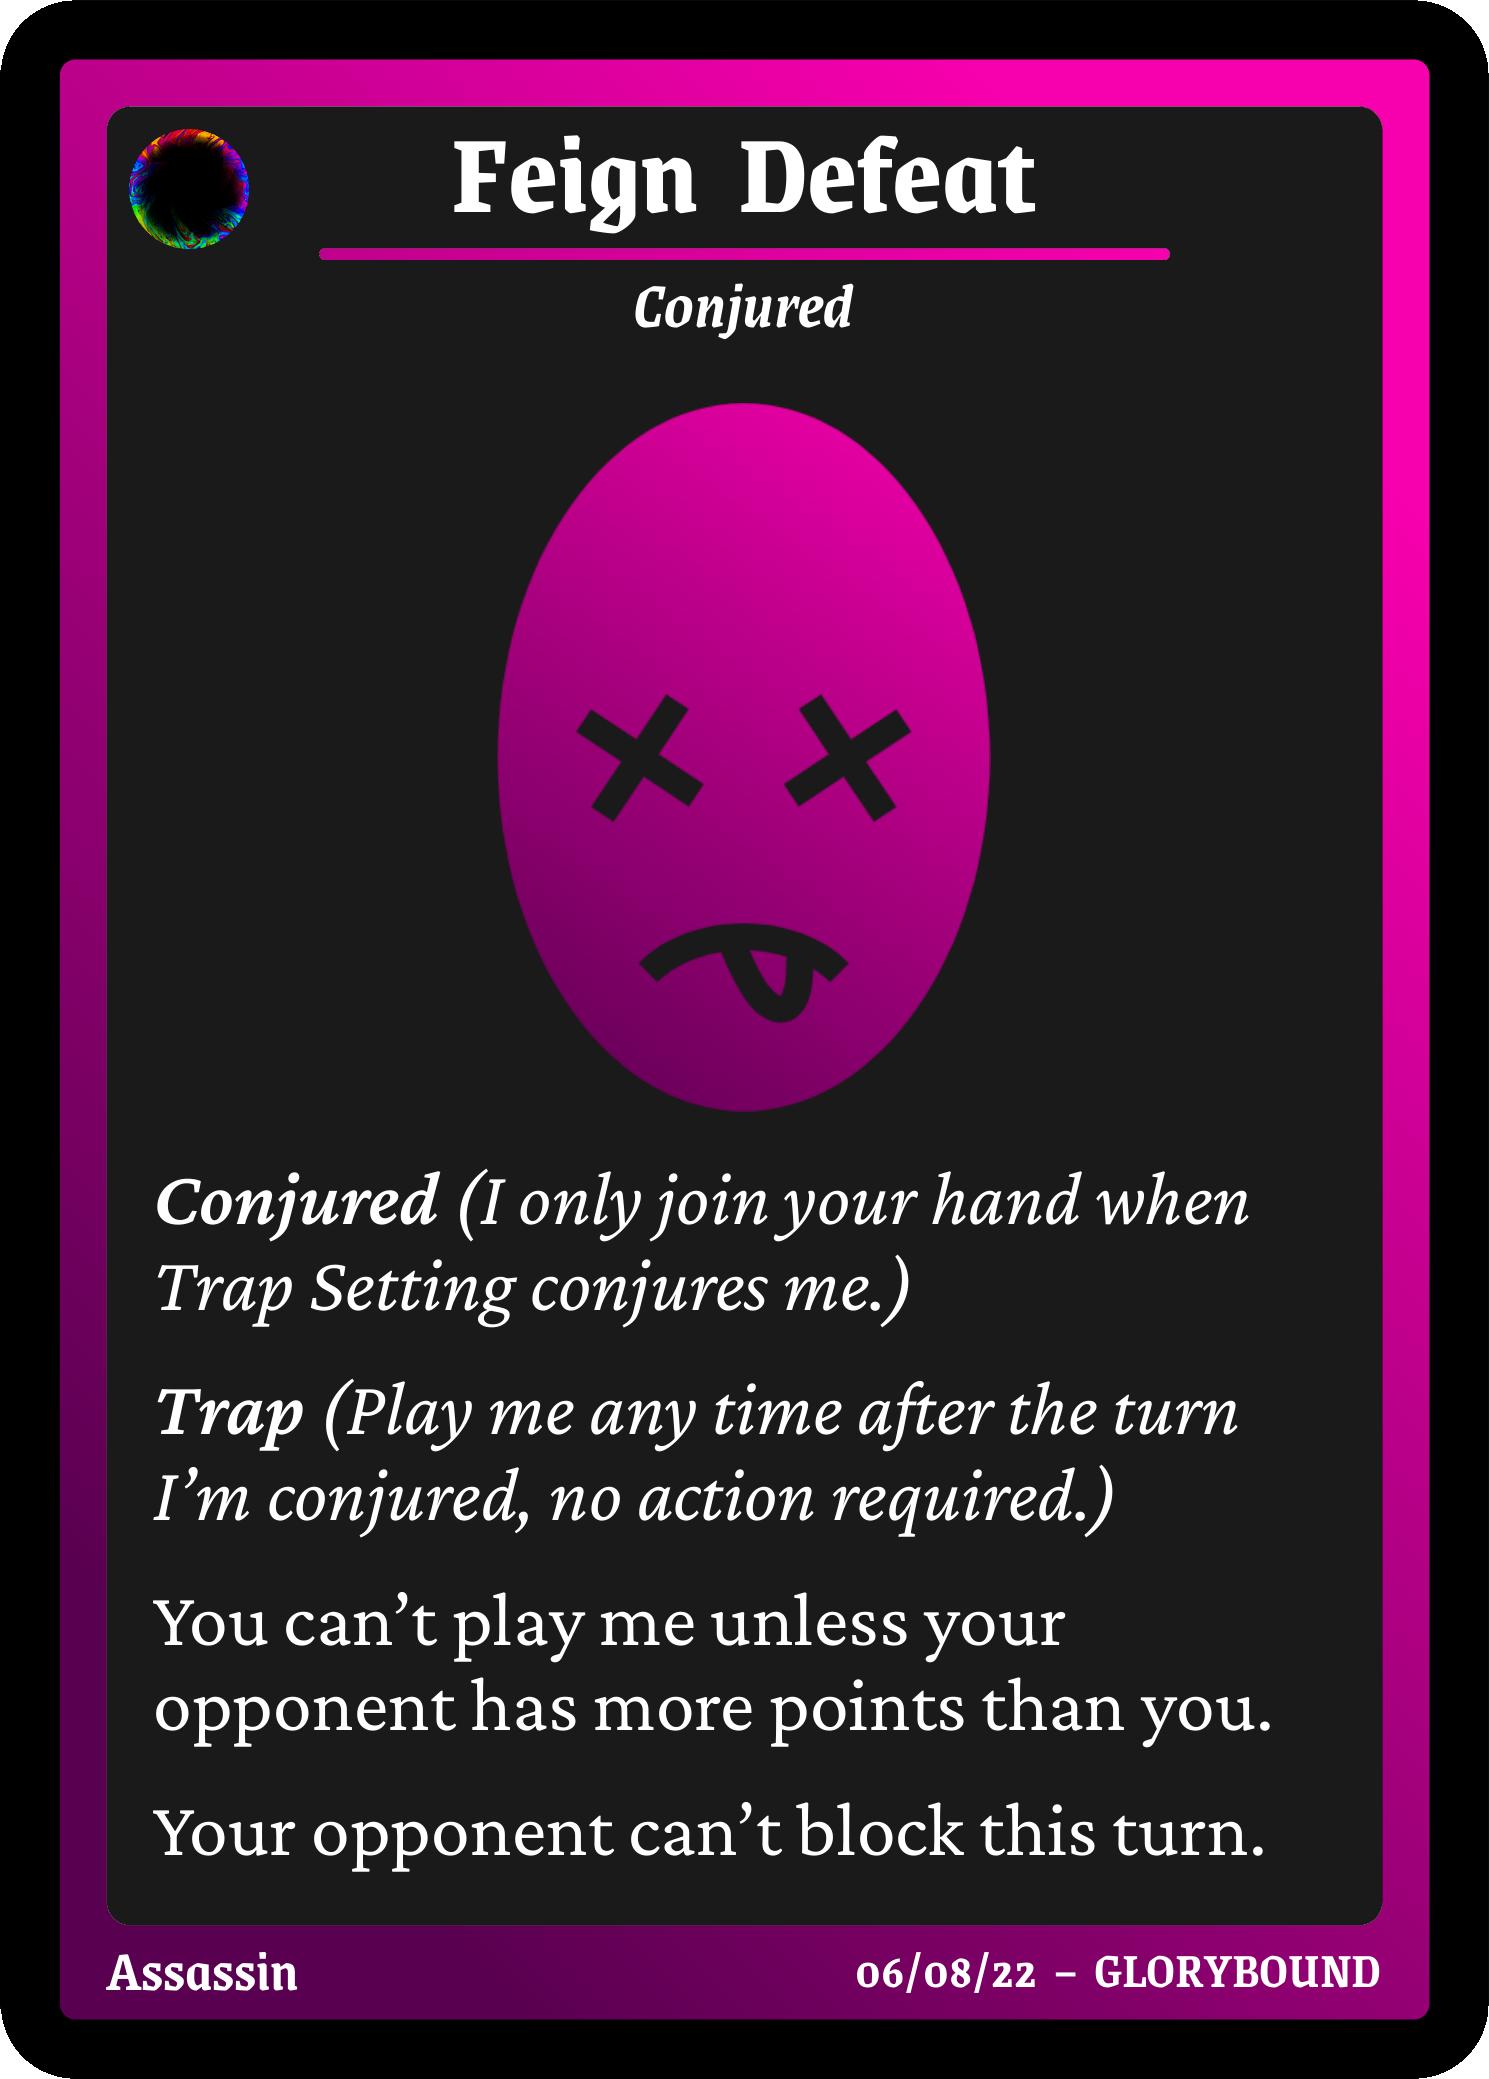 Feign Defeat
Conjured
Conjured (I only join your hand when
Trap Setting conjures me.)
Trap (Play me any time after the turn
I’m conjured, no action required.)
You can’t play me unless your
opponent has more points than you.
Your opponent can’t block this turn.
Assassin
06/08/22 – GLORYBOUND